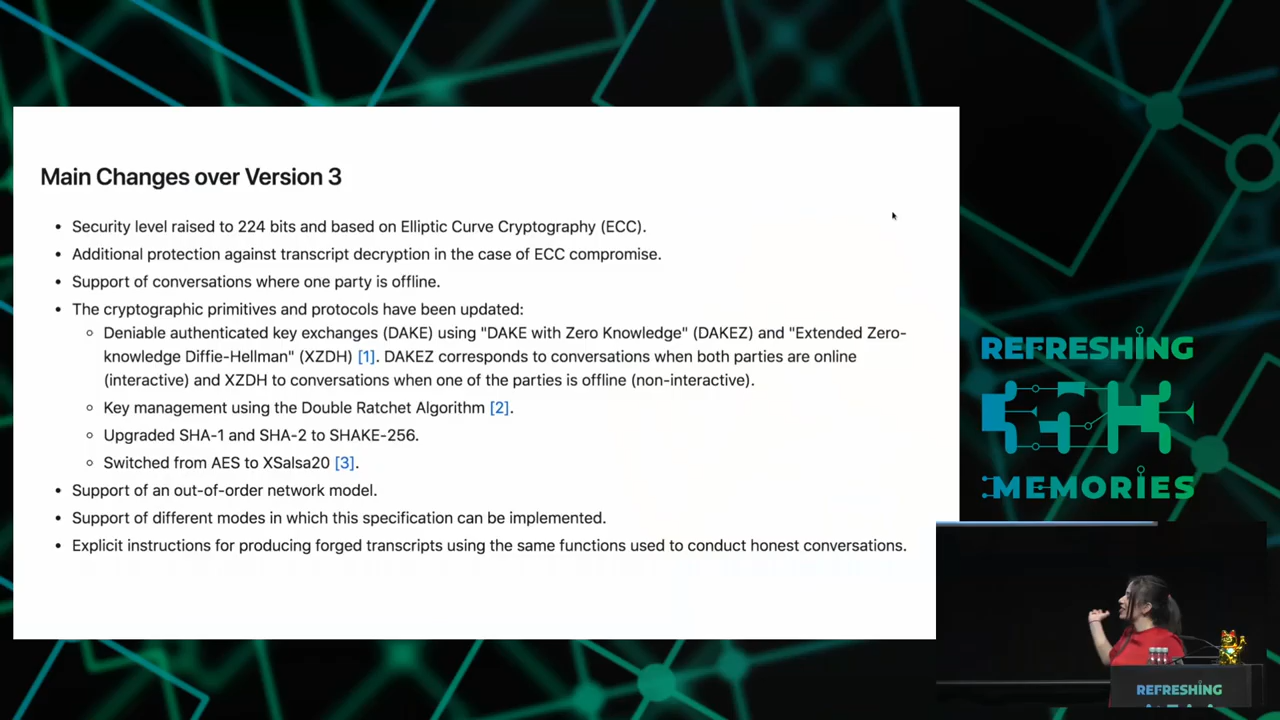 Main Changes over Version 3
• Security level raised to 224 bits and based on Elliptic Curve Cryptography (ECC).
• Additional protection against transcript decryption in the case of ECC compromise.
• Support of conversations where one party is offline.
• The cryptographic primitives and protocols have been updated:
◦ Deniable authenticated key exchanges (DAKE) using "DAKE with Zero Knowledge" (DAKEZ) and "Extended Zero-
knowledge Diffie-Hellman" (XZDH) [1]. DAKEZ corresponds to conversations when both parties are online
(interactive) and XZDH to conversations when one of the parties is offline (non-interactive).
◦ Key management using the Double Ratchet Algorithm [2].
◦ Upgraded SHA-1 and SHA-2 to SHAKE-256.
◦ Switched from AES to XSalsa20 [3].
• Support of an out-of-order network model.
• Support of different modes in which this specification can be implemented.
• Explicit instructions for producing forged transcripts using the same functions used to conduct honest conversations.
REFRESHING
MEMORIES
REFRESHING